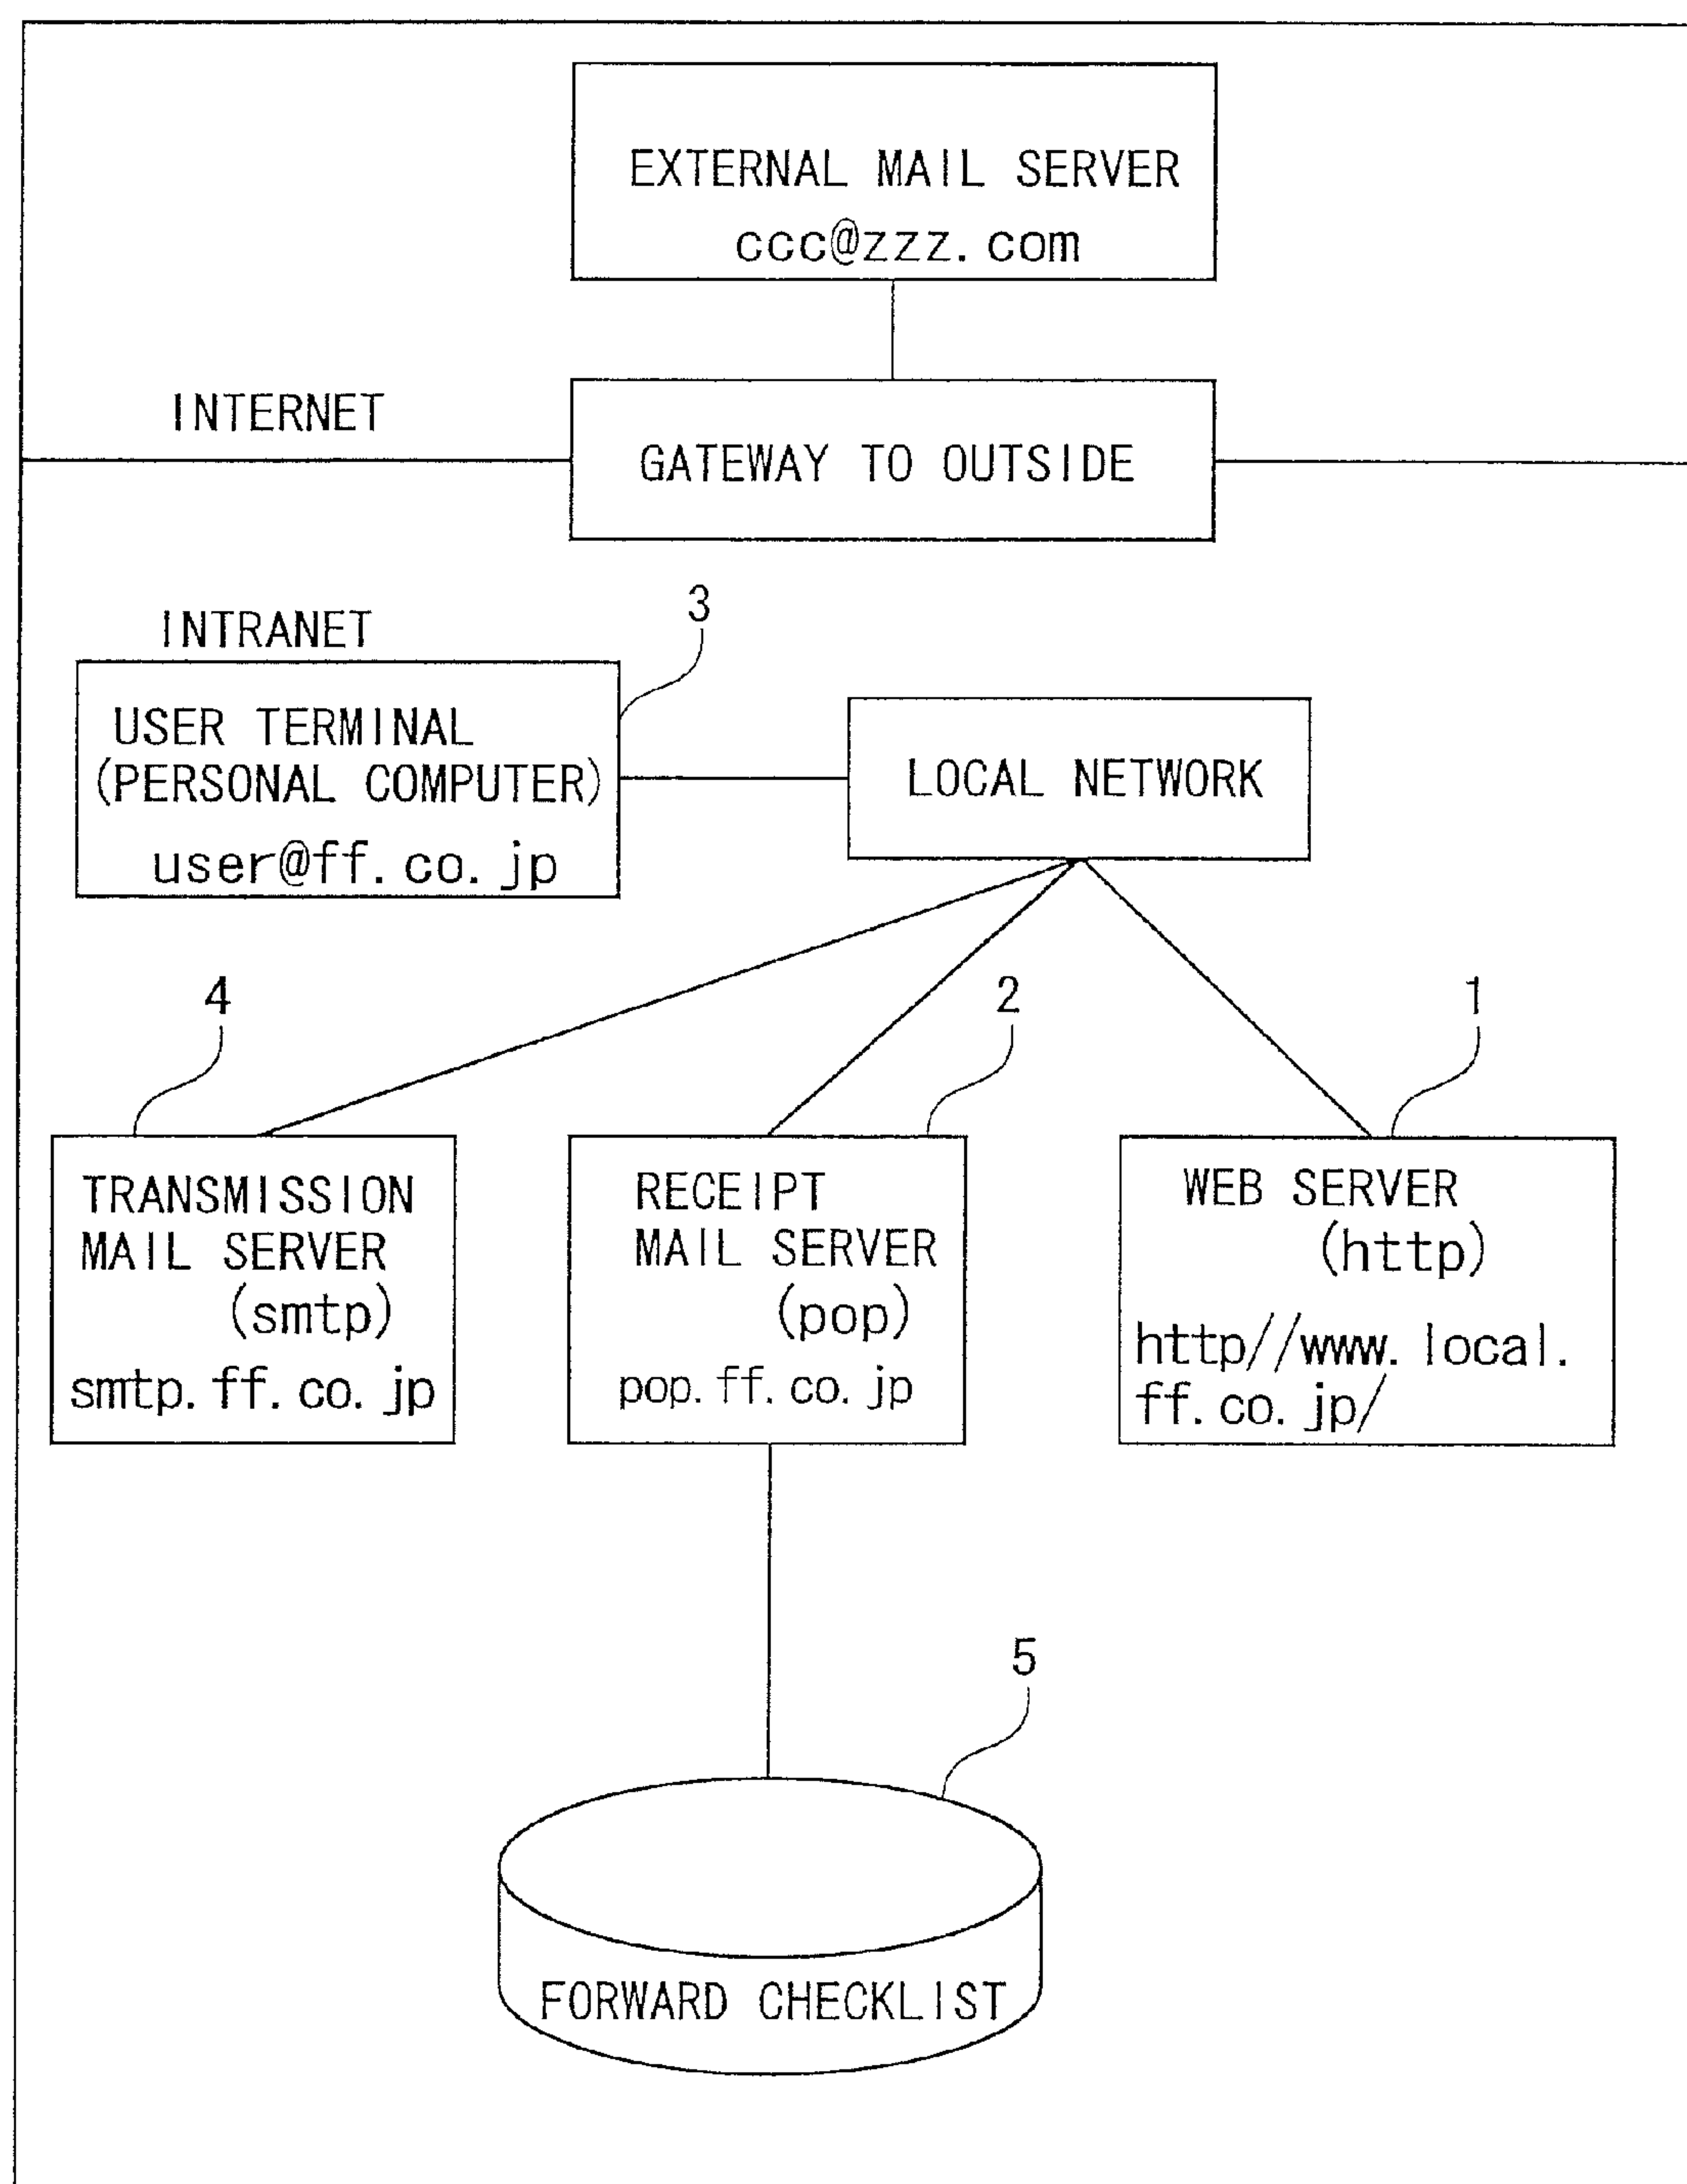 EXTERNAL MAIL SERVER
ccc@zzz.com
INTERNET
GATEWAY TO OUTSIDE
3
INTRANET
USER TERMINAL
(PERSONAL COMPUTER)
user@ff.co.jp
LOCAL NETWORK
4
2
1
TRANSMISSION
MAIL SERVER
(smtp)
smtp.ff.co.jp
RECEIPT
MAIL SERVER
(pop)
pop.ff.co.jp
WEB SERVER
(http)
http//www.local.
ff.co.jp/
5
FORWARD CHECKLIST